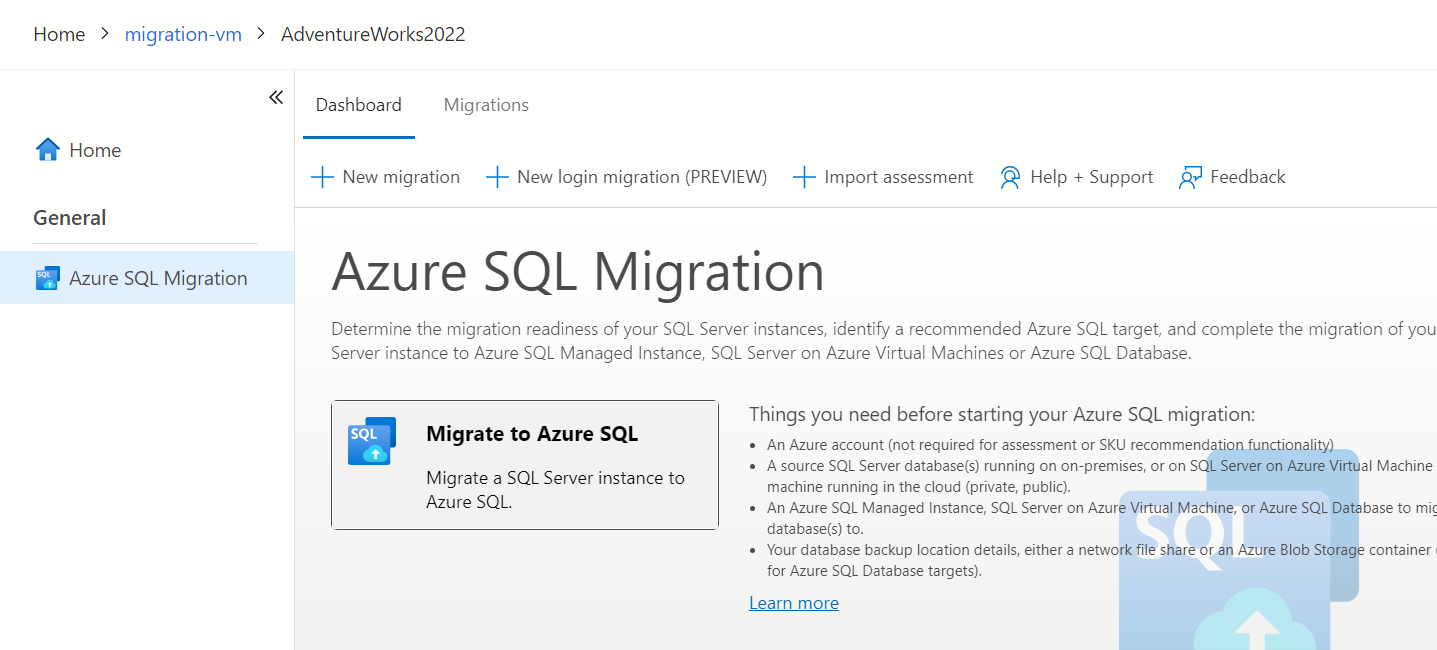 Home > migration-vm > AdventureWorks2022
Dashboard Migrations
Home
New migration New login migration (PREVIEW) Import assessment Help + Support Feedback
General
Azure SQL Migration
Azure SQL Migration
Determine the migration readiness of your SQL Server instances, identify a recommended Azure SQL target, and complete the migration of you
Server instance to Azure SQL Managed Instance, SQL Server on Azure Virtual Machines or Azure SQL Database.
SQL
Migrate to Azure SQL
Migrate a SQL Server instance to
Azure SQL.
Things you need before starting your Azure SQL migration:
• An Azure account (not required for assessment or SKU recommendation functionality)
• A source SQL Server database(s) running on on-premises, or on SQL Server on Azure Virtual Machine
machine running in the cloud (private, public).
• An Azure SQL Managed Instance, SQL Server on Azure Virtual Machine, or Azure SQL Database to mig
database(s) to.
• Your database backup location details, either a network file share or an Azure Blob Storage container (
for Azure SQL Database targets).
Learn more
SQL